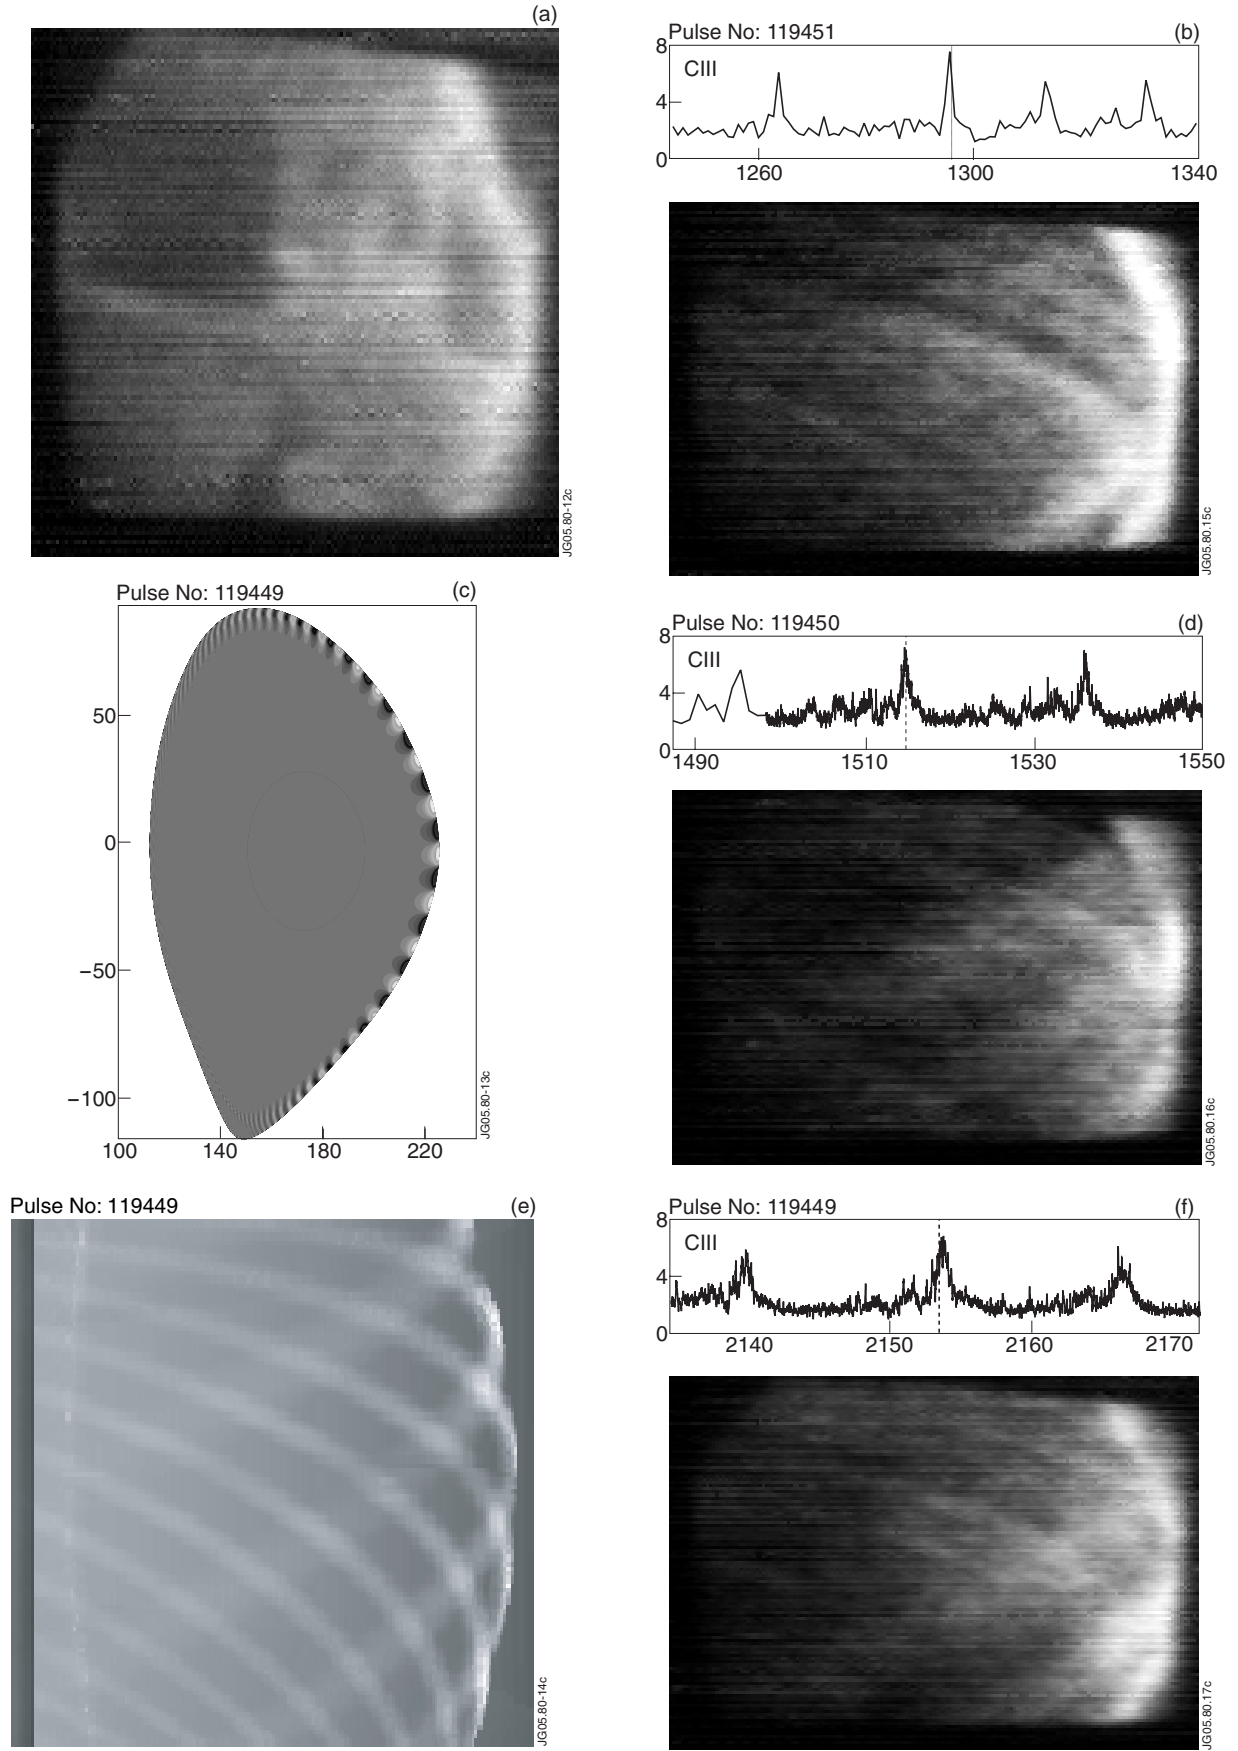 (a)
JG05.80-12c
Pulse No: 119451
(b)
8
CIII
4
0
1260
1300
1340
JG05.80.15c
Pulse No: 119449
(c)
50
0
−50
−100
100
140
180
220
JG05.80-13c
Pulse No: 119450
(d)
8
CIII
4
0
1490
1510
1530
1550
JG05.80.16c
Pulse No: 119449
(e)
JG05.80-14c
Pulse No: 119449
(f)
8
CIII
4
0
2140
2150
2160
2170
JG05.80.17c